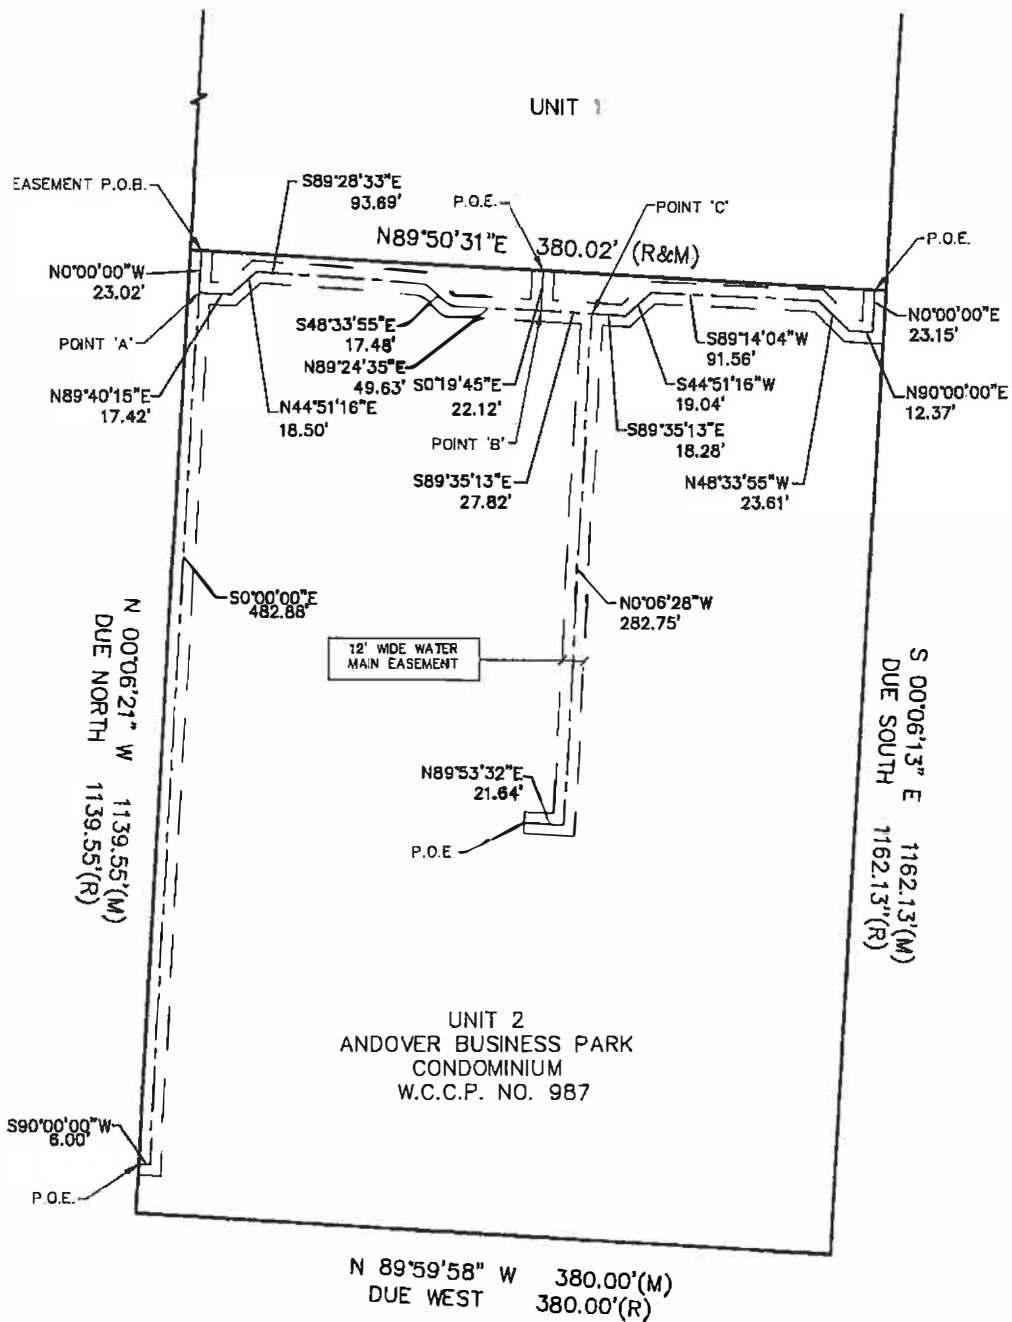 UNIT 1
EASEMENT P.O.B.
S89°28'33"E
93.69'
P.O.E.
POINT 'C'
P.O.E.
N89°50'31"E 380.02' (R&M)
N0°00'00"W
23.02'
N0°00'00"E
23.15'
POINT 'A'
S48°33'55"E
17.48'
S89°14'04"W
91.56'
N89°24'35"E
49.63'
S0°19'45"E
22.12'
S44°51'16"W
19.04'
N90°00'00"E
12.37'
N89°40'15"E
17.42'
N44°51'16"E
18.50'
POINT 'B'
S89°35'13"E
18.28'
S89°35'13"E
27.82'
N48°33'55"W
23.61'
S0°00'00"E
482.88'
N0°06'28"W
282.75'
12' WIDE WATER
MAIN EASEMENT
N 00°06'21" W 1139.55'(M)
DUE NORTH 1139.55'(R)
S 00°06'13" E 1162.13'(M)
DUE SOUTH 1162.13"(R)
N89°53'32"E
21.64'
P.O.E.
UNIT 2
ANDOVER BUSINESS PARK
CONDOMINIUM
W.C.C.P. NO. 987
S90°00'00"W
6.00'
P.O.E.
N 89°59'58" W 380.00'(M)
DUE WEST 380.00'(R)